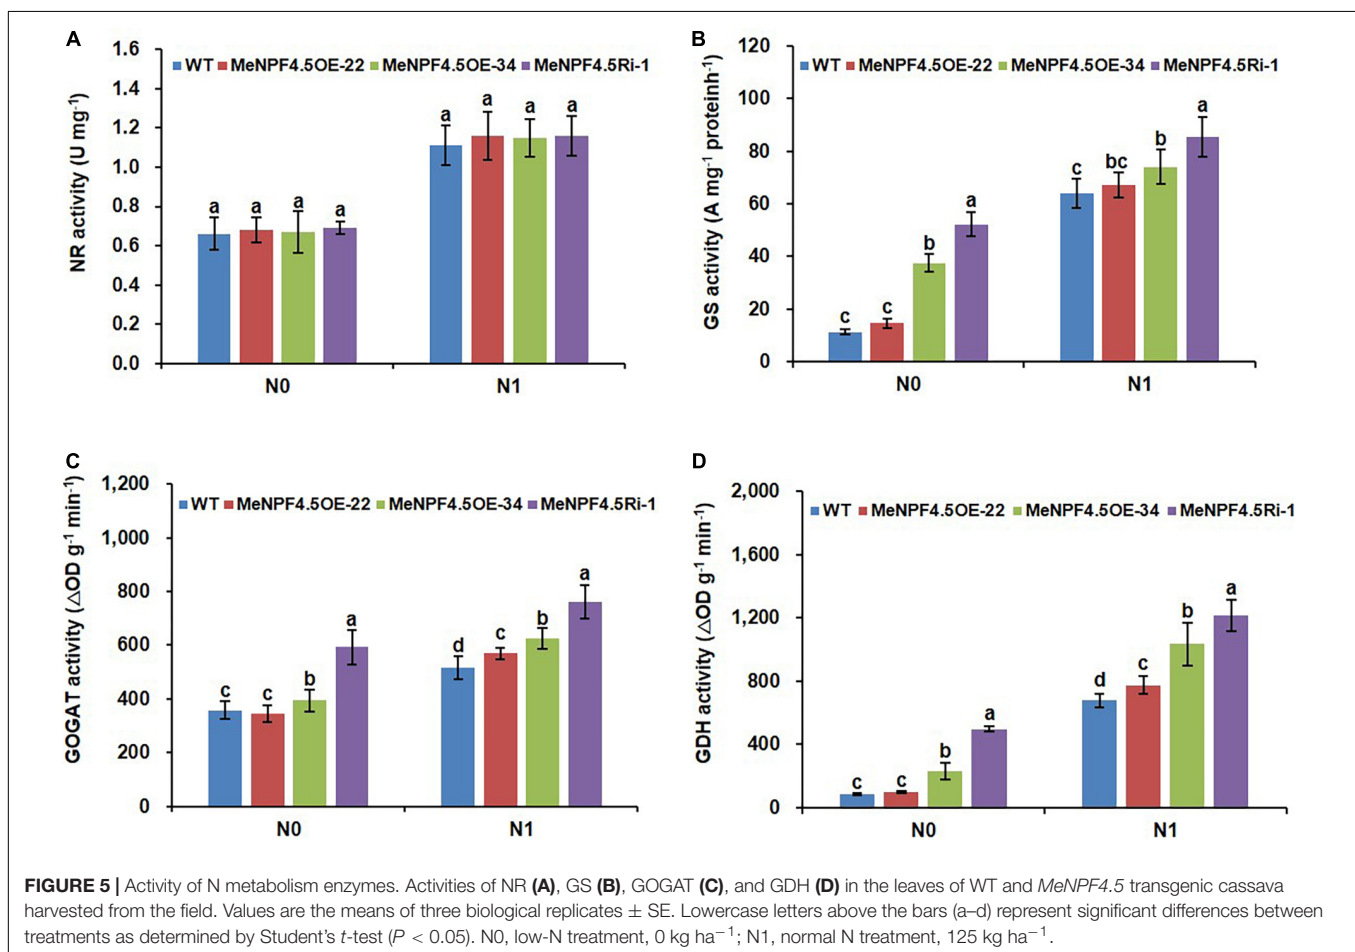 A
1.6
WT MeNPF4.5OE-22 MeNPF4.5OE-34 MeNPF4.5Ri-1
1.4
1.2
1.0
0.8
0.6
0.4
0.2
0.0
NR activity (U mg⁻¹)
a a a a
a a a a
N0 N1
B
120
WT MeNPF4.5OE-22 MeNPF4.5OE-34 MeNPF4.5Ri-1
100
80
60
40
20
0
GS activity (A mg⁻¹ proteinh⁻¹)
c c b a
c bc b a
N0 N1
C
1,200
WT MeNPF4.5OE-22 MeNPF4.5OE-34 MeNPF4.5Ri-1
1,000
800
600
400
200
0
GOGAT activity (△OD g⁻¹ min⁻¹)
c c b a
d c b a
N0 N1
D
2,000
WT MeNPF4.5OE-22 MeNPF4.5OE-34 MeNPF4.5Ri-1
1,600
1,200
800
400
0
GDH activity (△OD g⁻¹ min⁻¹)
c c b a
d c b a
N0 N1
FIGURE 5 | Activity of N metabolism enzymes. Activities of NR (A), GS (B), GOGAT (C), and GDH (D) in the leaves of WT and MeNPF4.5 transgenic cassava
harvested from the field. Values are the means of three biological replicates ± SE. Lowercase letters above the bars (a–d) represent significant differences between
treatments as determined by Student's t-test (P < 0.05). N0, low-N treatment, 0 kg ha⁻¹; N1, normal N treatment, 125 kg ha⁻¹.